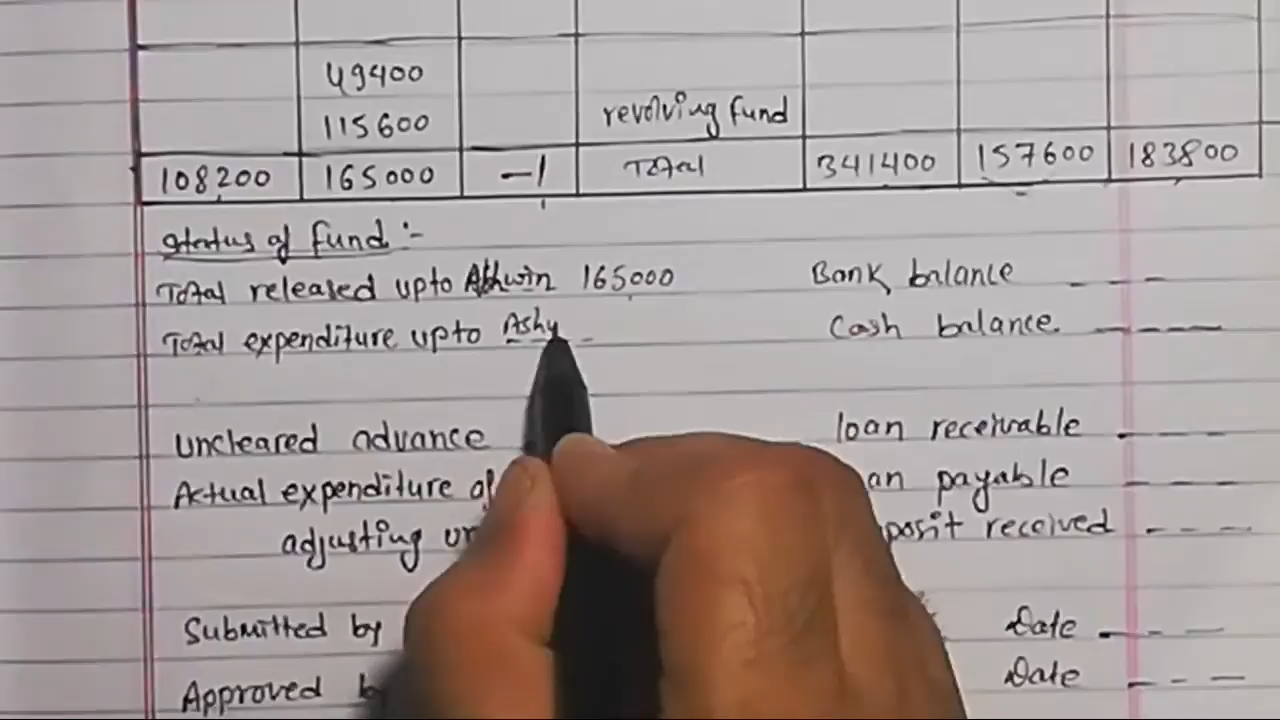 49400
115600 revolving fund
108200 165000 -1 Total 341400 157600 183800
Status of fund :-
Total released upto Ashwin 165000 Bank balance
Total expenditure upto Ashw Cash balance.
Uncleared advance loan receivable
Actual expenditure of an payable
adjusting un posit received
Submitted by Date
Approved b Date